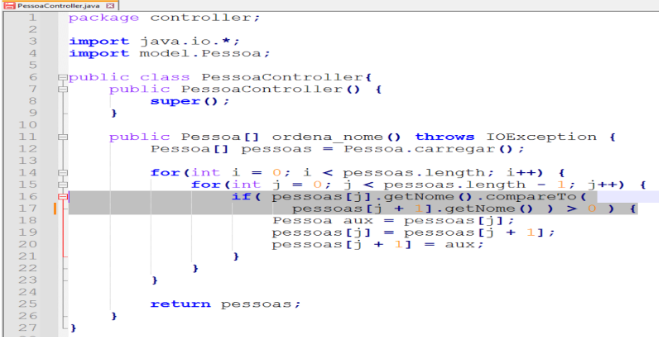 PessoaController.java
1 package controller;
2
3 import java.io.*;
4 import model.Pessoa;
5
6 public class PessoaController{
7 public PessoaController() {
8 super();
9 }
10
11 public Pessoa[] ordena_nome() throws IOException {
12 Pessoa[] pessoas = Pessoa.carregar();
13
14 for(int i = 0; i < pessoas.length; i++) {
15 for(int j = 0; j < pessoas.length - 1; j++) {
16 if( pessoas[j].getNome().compareTo(
17 pessoas[j + 1].getNome() ) > 0 ) {
18 Pessoa aux = pessoas[j];
19 pessoas[j] = pessoas[j + 1];
20 pessoas[j + 1] = aux;
21 }
22 }
23 }
24
25 return pessoas;
26 }
27 }